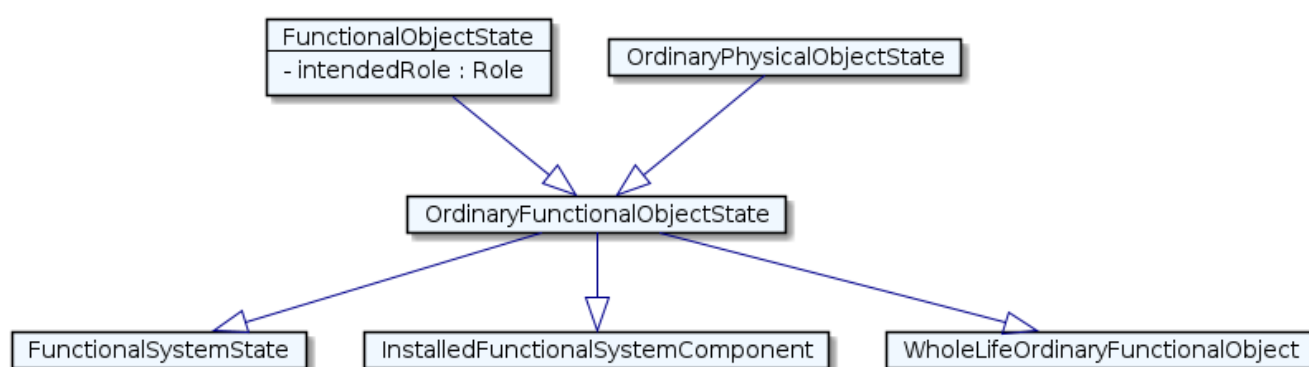 FunctionalObjectState
- intendedRole : Role
OrdinaryPhysicalObjectState
OrdinaryFunctionalObjectState
FunctionalSystemState
InstalledFunctionalSystemComponent
WholeLifeOrdinaryFunctionalObject